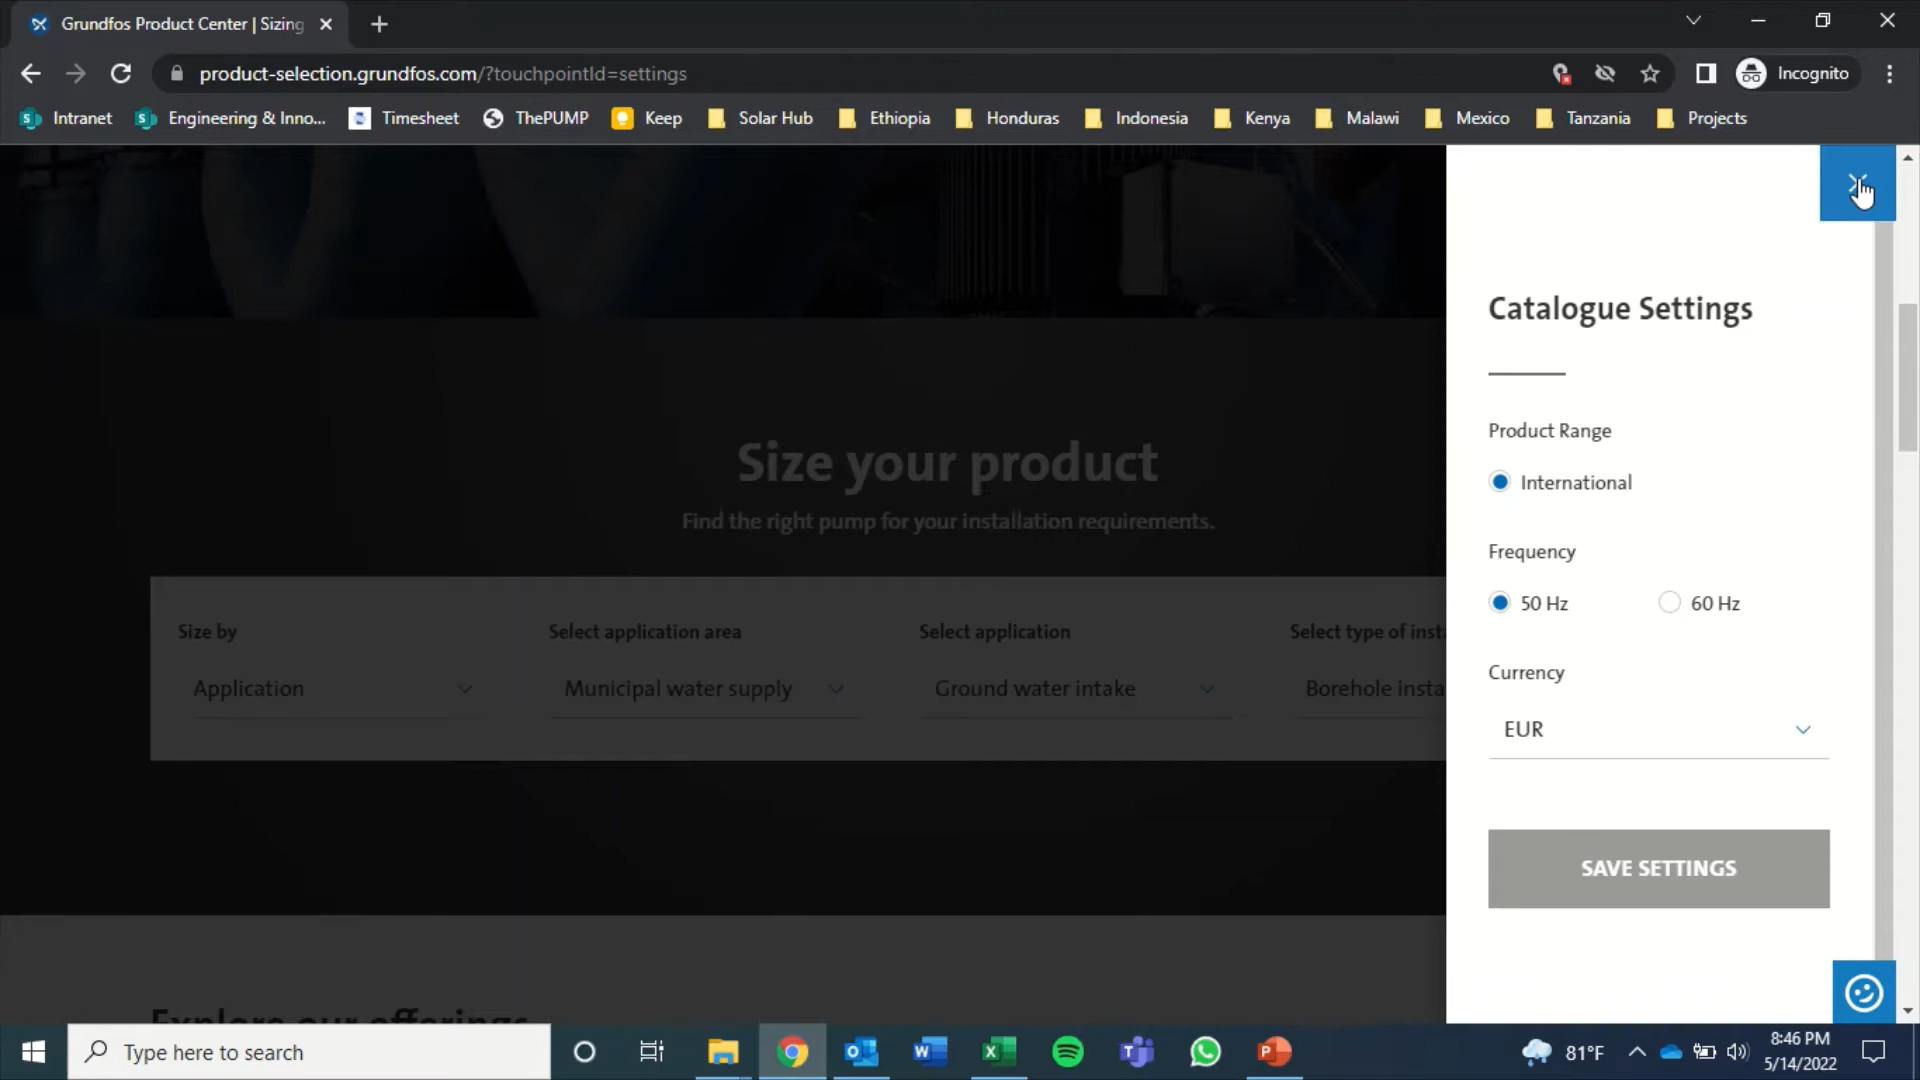 Grundfos Product Center | Sizing
product-selection.grundfos.com/?touchpointId=settings
Incognito
Intranet
Engineering & Inno...
Timesheet
ThePUMP
Keep
Solar Hub
Ethiopia
Honduras
Indonesia
Kenya
Malawi
Mexico
Tanzania
Projects
Size your product
Find the right pump for your installation requirements.
Size by
Select application area
Select application
Select type of insta
Application
Municipal water supply
Ground water intake
Borehole insta
Explore our offerings
Catalogue Settings
Product Range
International
Frequency
50 Hz
60 Hz
Currency
EUR
SAVE SETTINGS
Type here to search
81°F
8:46 PM
5/14/2022